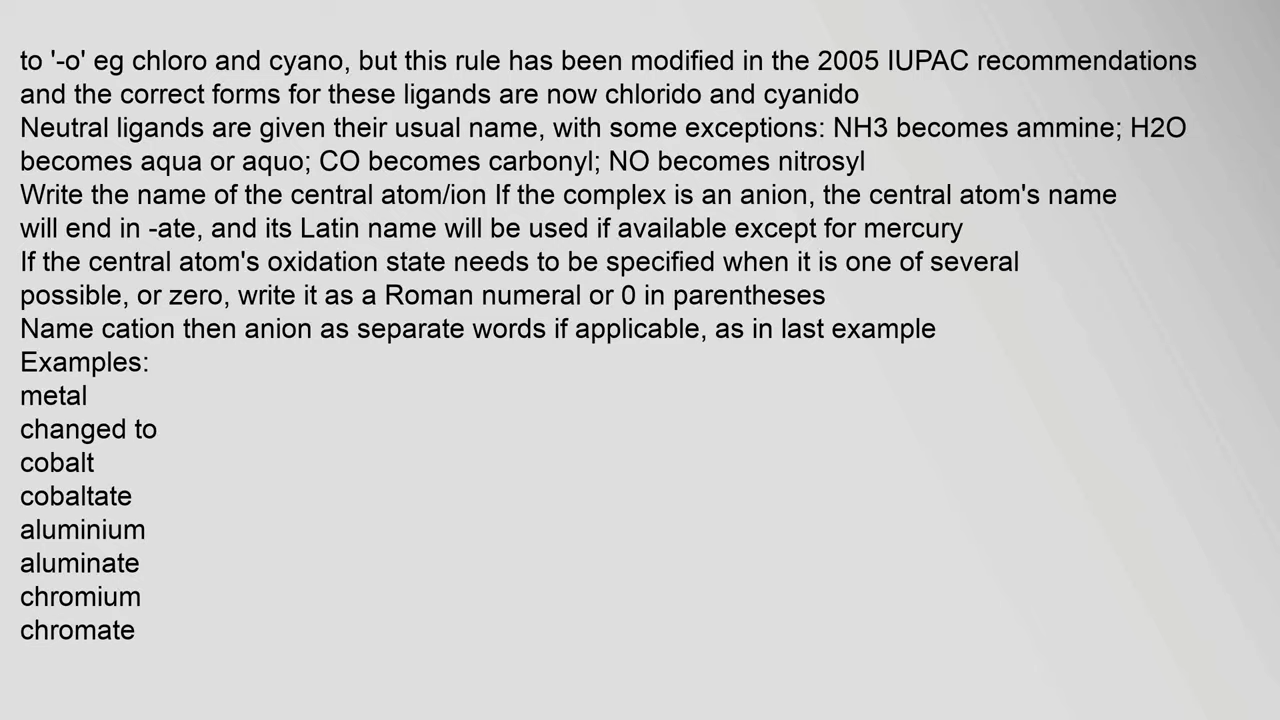 to '-o' eg chloro and cyano, but this rule has been modified in the 2005 IUPAC recommendations
and the correct forms for these ligands are now chlorido and cyanido
Neutral ligands are given their usual name, with some exceptions: NH3 becomes ammine; H2O
becomes aqua or aquo; CO becomes carbonyl; NO becomes nitrosyl
Write the name of the central atom/ion If the complex is an anion, the central atom's name
will end in -ate, and its Latin name will be used if available except for mercury
If the central atom's oxidation state needs to be specified when it is one of several
possible, or zero, write it as a Roman numeral or 0 in parentheses
Name cation then anion as separate words if applicable, as in last example
Examples:
metal
changed to
cobalt
cobaltate
aluminium
aluminate
chromium
chromate